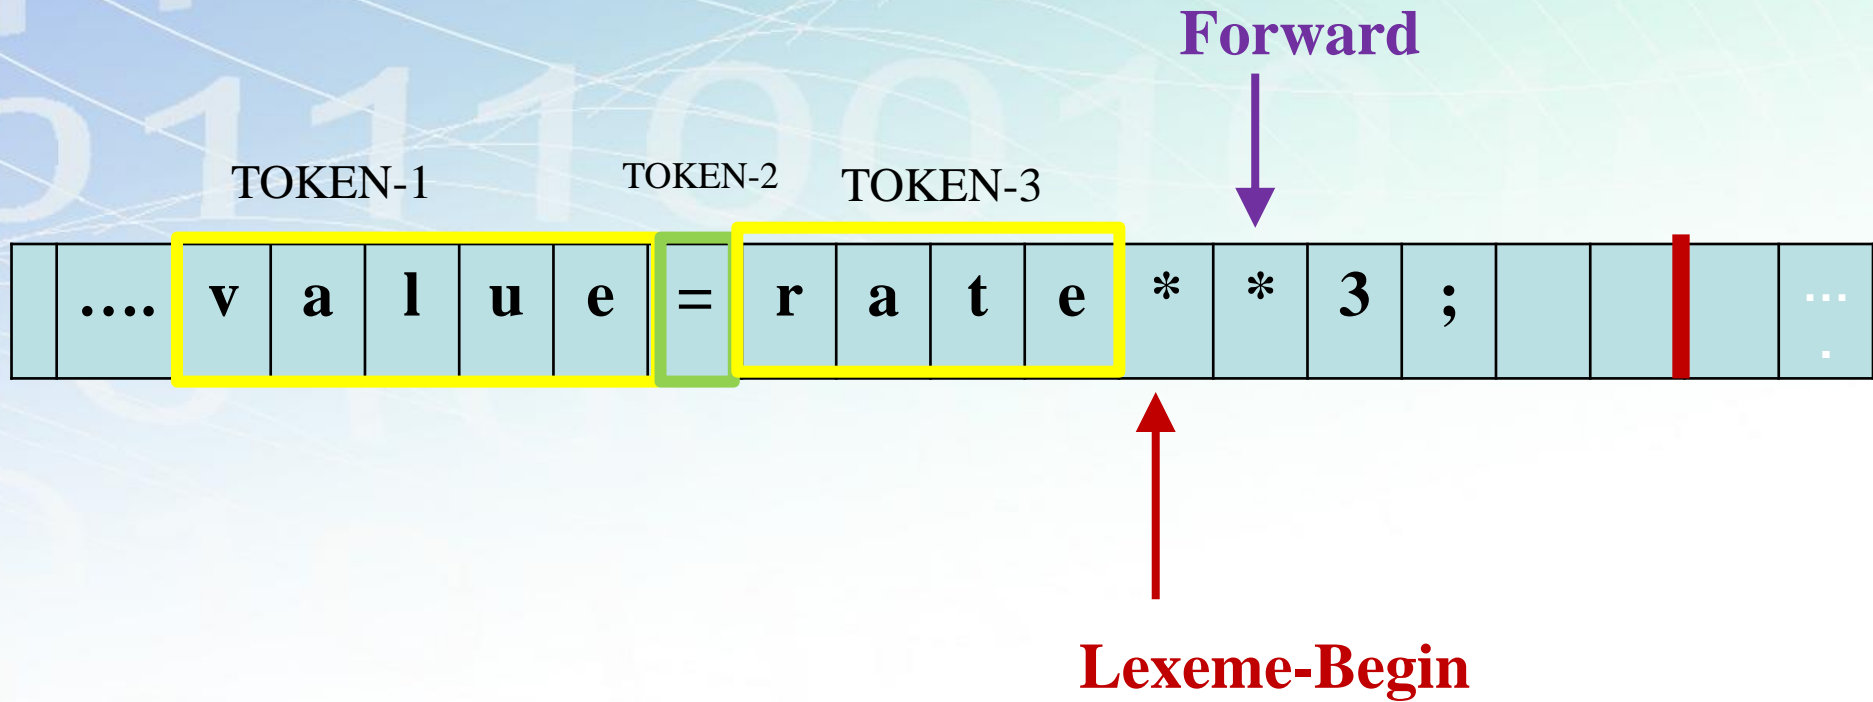 Forward
TOKEN-1 TOKEN-2 TOKEN-3
.... v a l u e = r a t e * * 3 ; ....
Lexeme-Begin